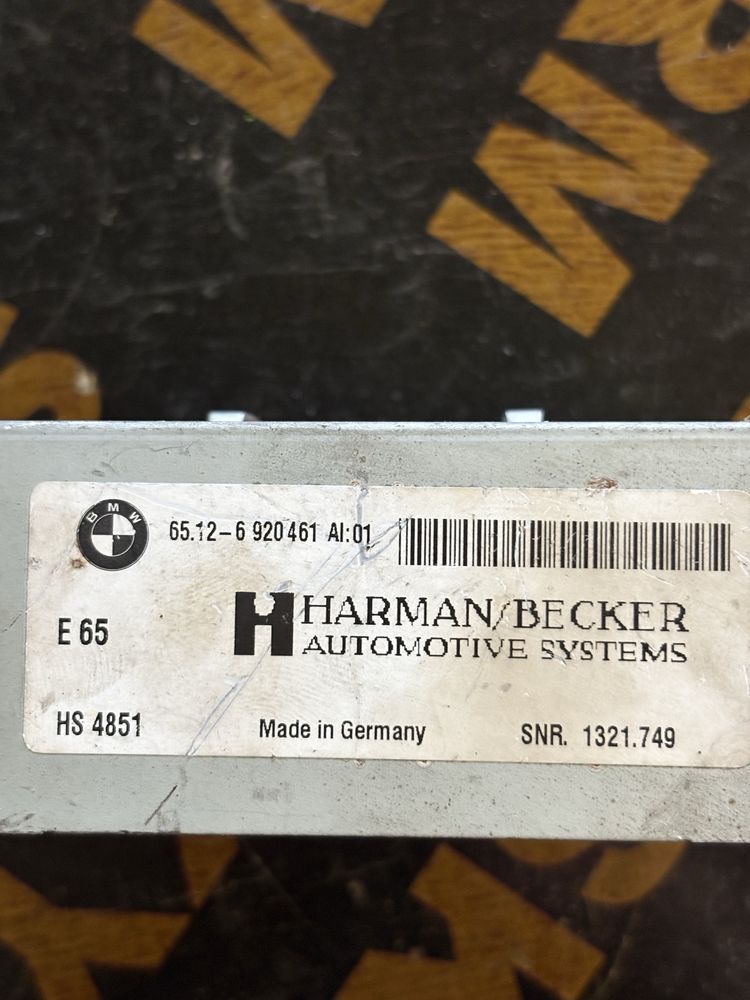 BMW
65.12-6 920 461 AI:01
E 65
HARMAN/BECKER
AUTOMOTIVE SYSTEMS
HS 4851
Made in Germany
SNR. 1321.749